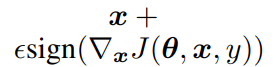 𝒙 +
ϵsign(∇𝒙J(𝜽, 𝒙, y))